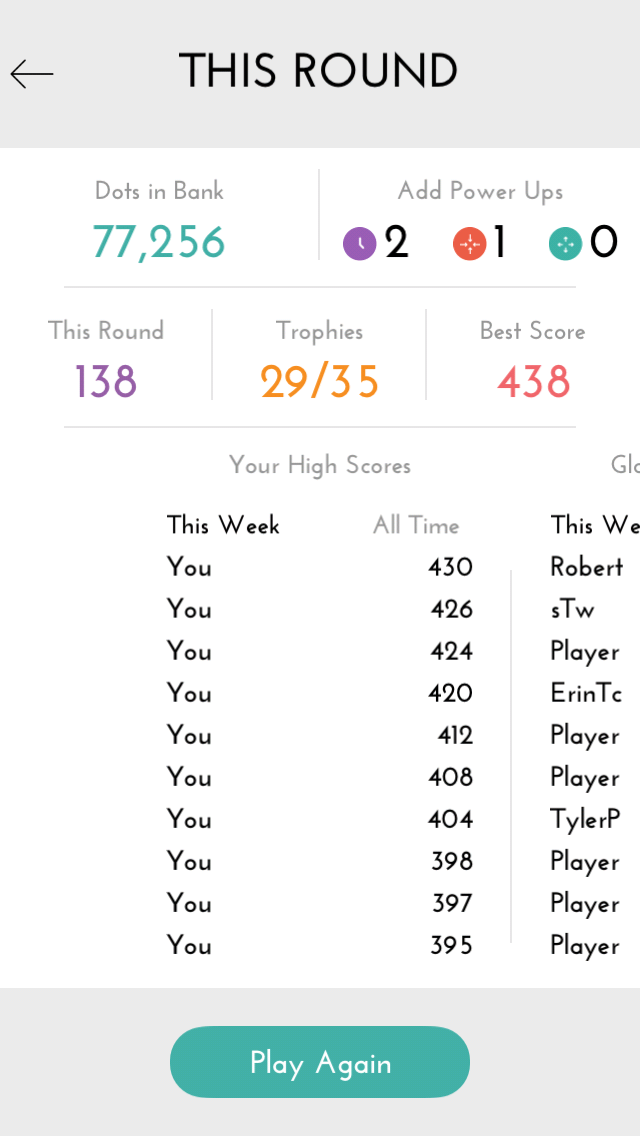 THIS ROUND
Dots in Bank
Add Power Ups
77,256
2 1 0
This Round
Trophies
Best Score
138
29/35
438
Your High Scores
Glo
This Week All Time
This We
You 430
Robert
You 426
sTw
You 424
Player
You 420
ErinTc
You 412
Player
You 408
Player
You 404
TylerP
You 398
Player
You 397
Player
You 395
Player
Play Again